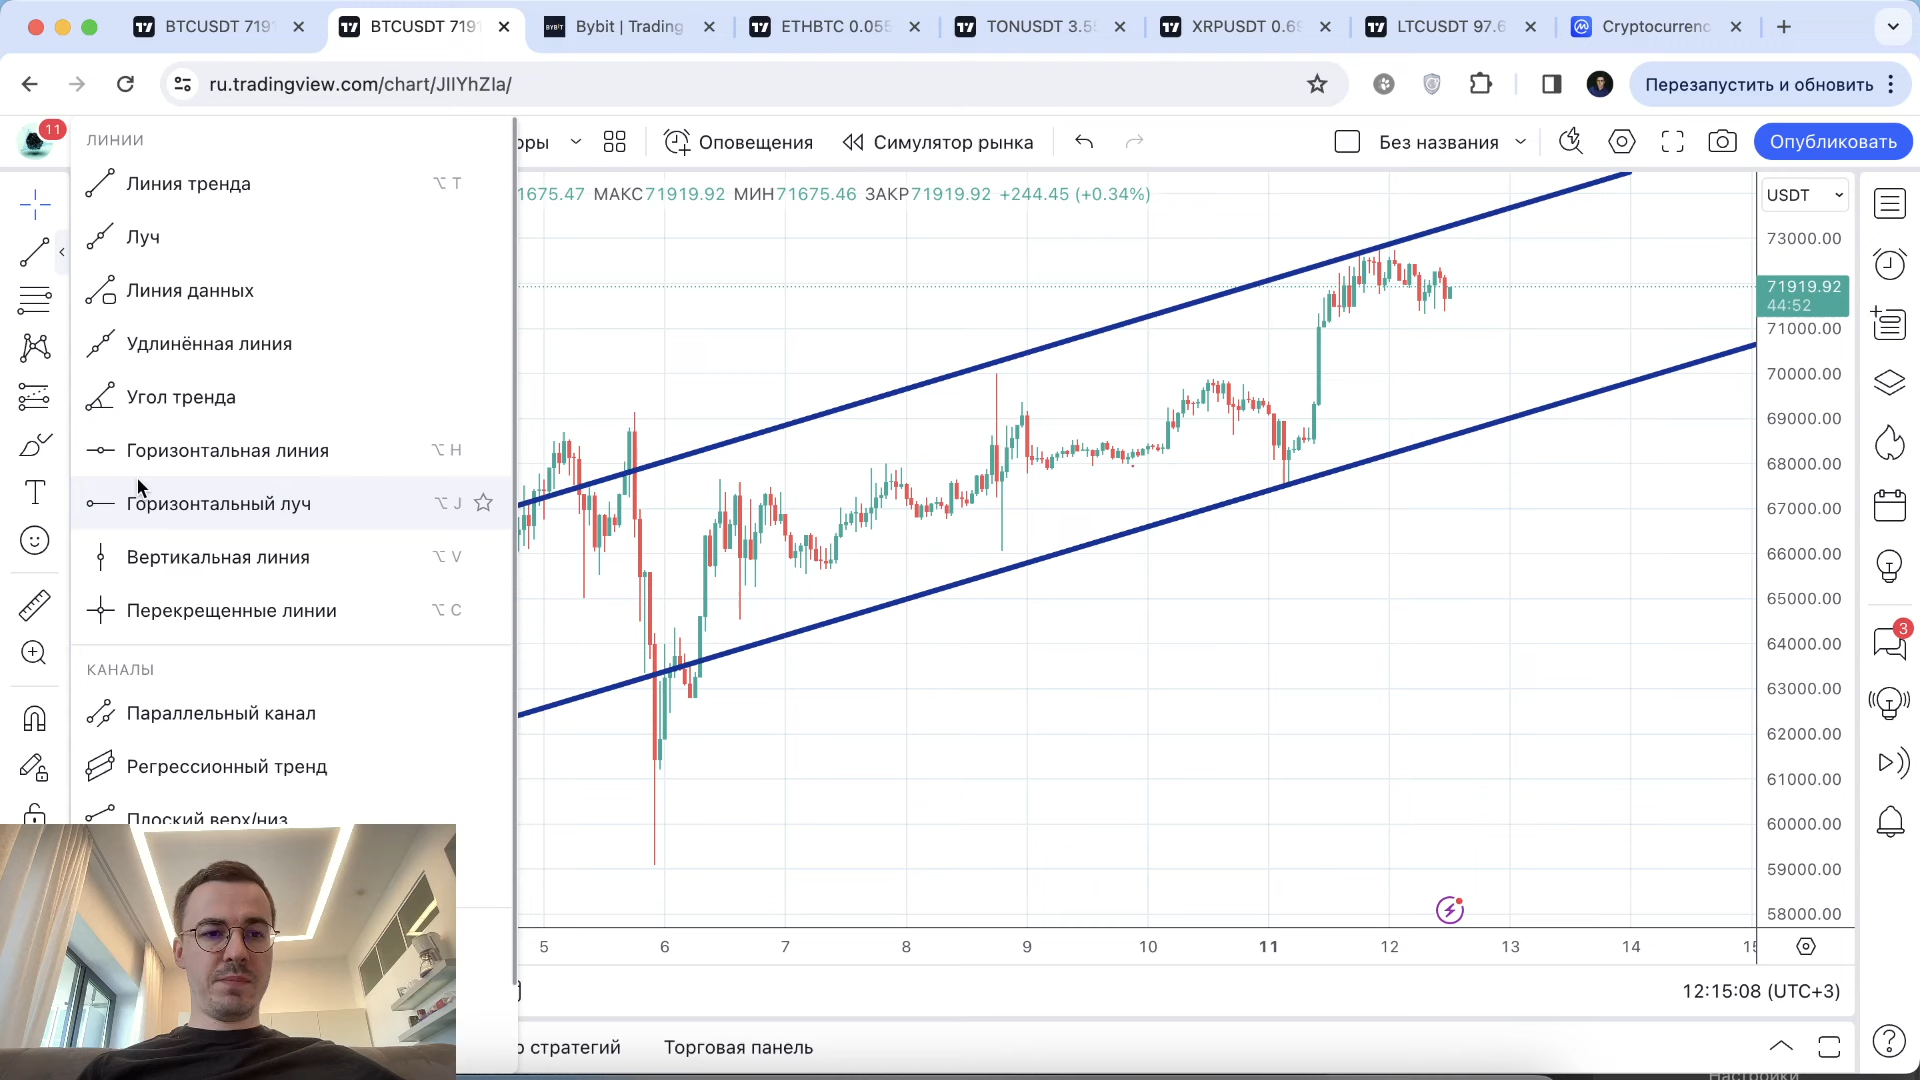 BTCUSDT 719
BTCUSDT 719
BYBIT
Bybit | Trading
ETHBTC 0.055
TONUSDT 3.5
XRPUSDT 0.69
LTCUSDT 97.6
Cryptocurrenc
ru.tradingview.com/chart/JIIYhZIa/
Перезапустить и обновить
11
оры
Оповещения
Симулятор рынка
Без названия
Опубликовать
ЛИНИИ
Линия тренда ⌥ T
Луч
Линия данных
Удлинённая линия
Угол тренда
Горизонтальная линия ⌥ H
Горизонтальный луч ⌥ J
Вертикальная линия ⌥ V
Перекрещенные линии ⌥ C
КАНАЛЫ
Параллельный канал
Регрессионный тренд
Плоский верх/низ
1675.47 МАКС71919.92 МИН71675.46 ЗАКР71919.92 +244.45 (+0.34%)
USDT
73000.00
71919.92
44:52
71000.00
70000.00
69000.00
68000.00
67000.00
66000.00
65000.00
64000.00
63000.00
62000.00
61000.00
60000.00
59000.00
58000.00
3
5 6 7 8 9 10 11 12 13 14 15
12:15:08 (UTC+3)
р стратегий
Торговая панель
Настройки